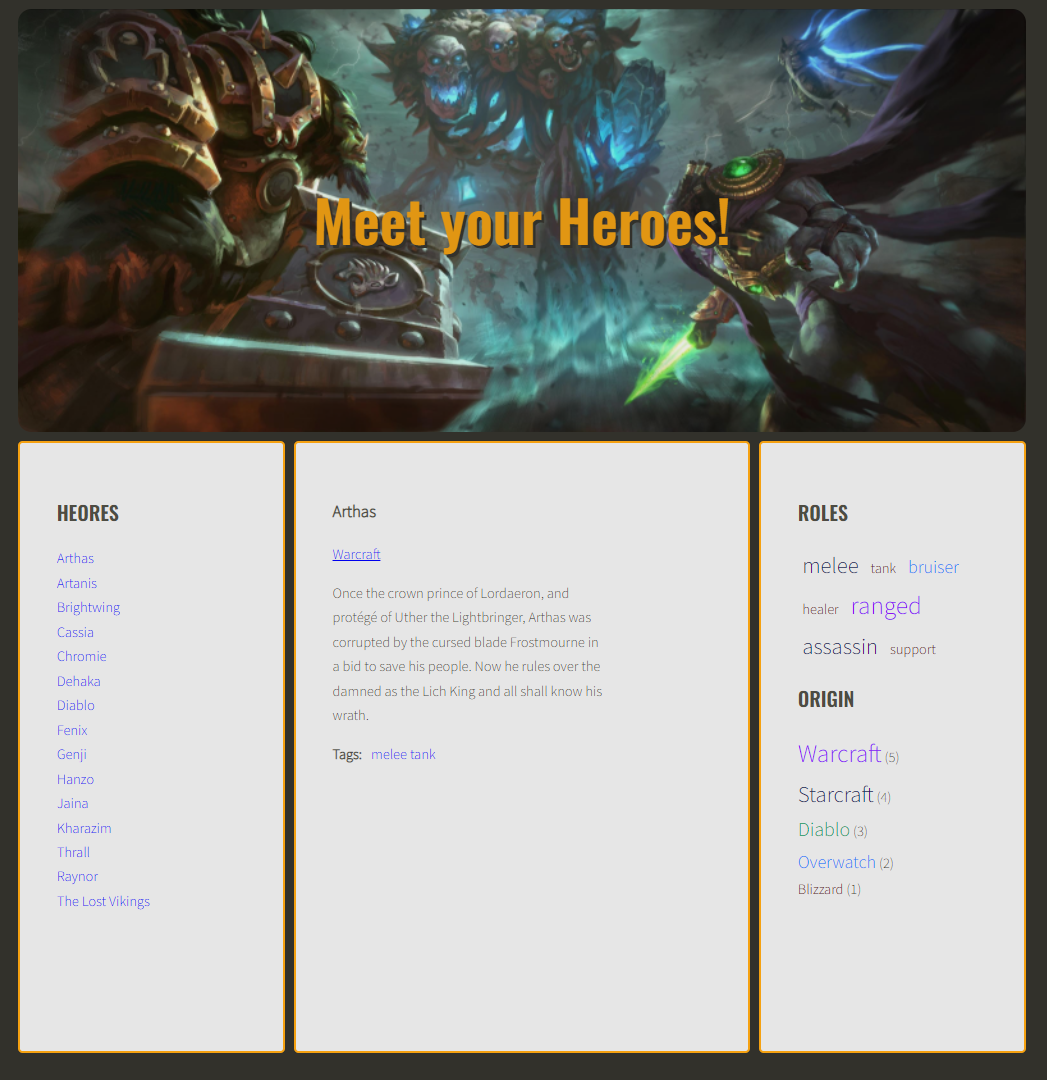 Meet your Heroes!
HEORES
Arthas
Artanis
Brightwing
Cassia
Chromie
Dehaka
Diablo
Fenix
Genji
Hanzo
Jaina
Kharazim
Thrall
Raynor
The Lost Vikings
Arthas
Warcraft
Once the crown prince of Lordaeron, and
protégé of Uther the Lightbringer, Arthas was
corrupted by the cursed blade Frostmourne in
a bid to save his people. Now he rules over the
damned as the Lich King and all shall know his
wrath.
Tags: melee tank
ROLES
melee tank bruiser
healer ranged
assassin support
ORIGIN
Warcraft (5)
Starcraft (4)
Diablo (3)
Overwatch (2)
Blizzard (1)